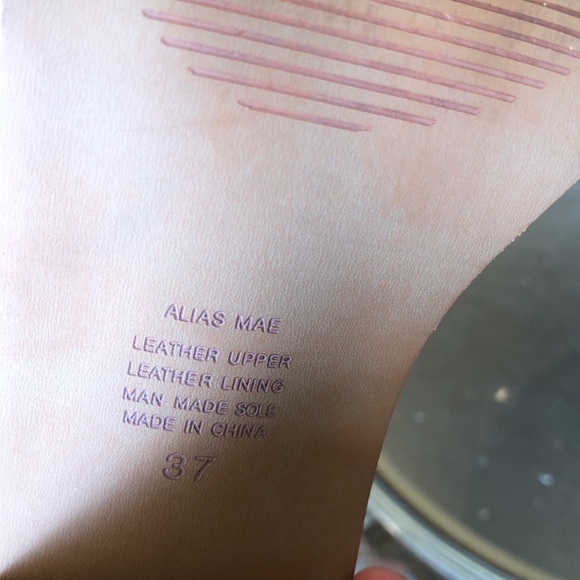 ALIAS MAE
LEATHER UPPER
LEATHER LINING
MAN MADE SOLE
MADE IN CHINA
37